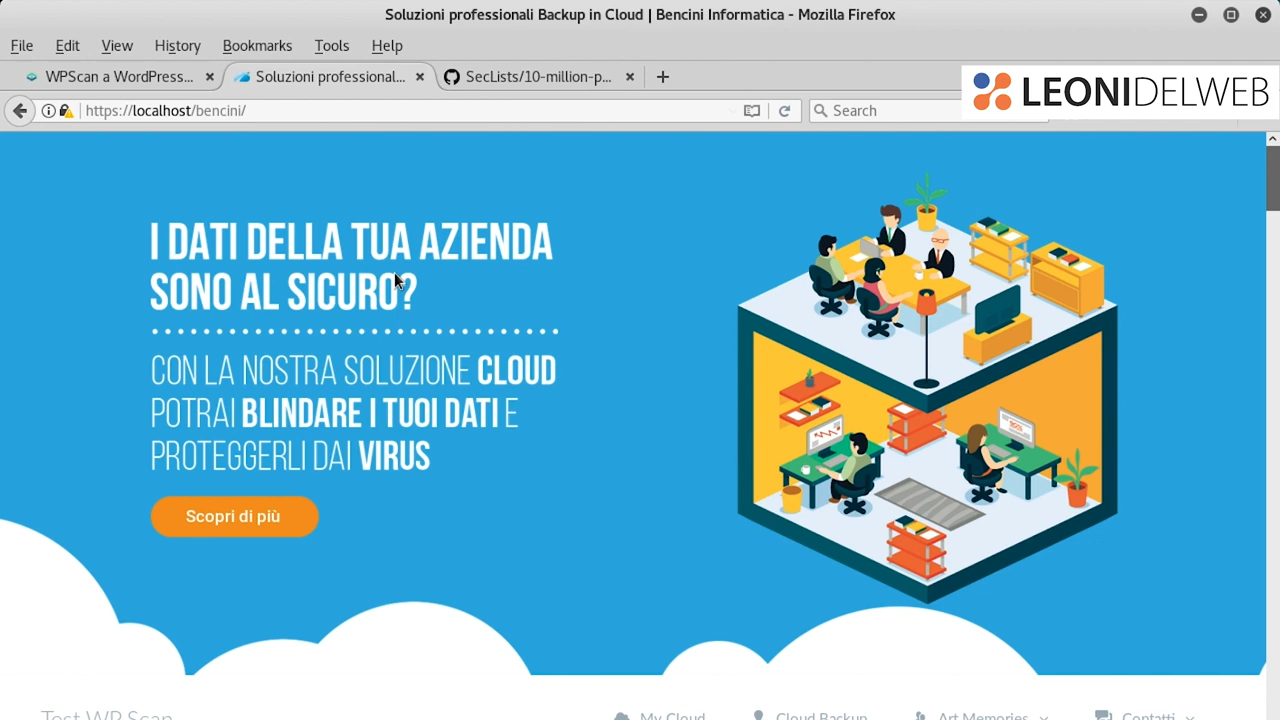 Soluzioni professionali Backup in Cloud | Bencini Informatica - Mozilla Firefox
File Edit View History Bookmarks Tools Help
WPScan a WordPress... Soluzioni professional... SecLists/10-million-p...
https://localhost/bencini/ Search
LEONIDELWEB
I DATI DELLA TUA AZIENDA
SONO AL SICURO?
CON LA NOSTRA SOLUZIONE CLOUD
POTRAI BLINDARE I TUOI DATI E
PROTEGGERLI DAI VIRUS
Scopri di più
Test WP Scan My Cloud Cloud Backup Art Memories Contatti